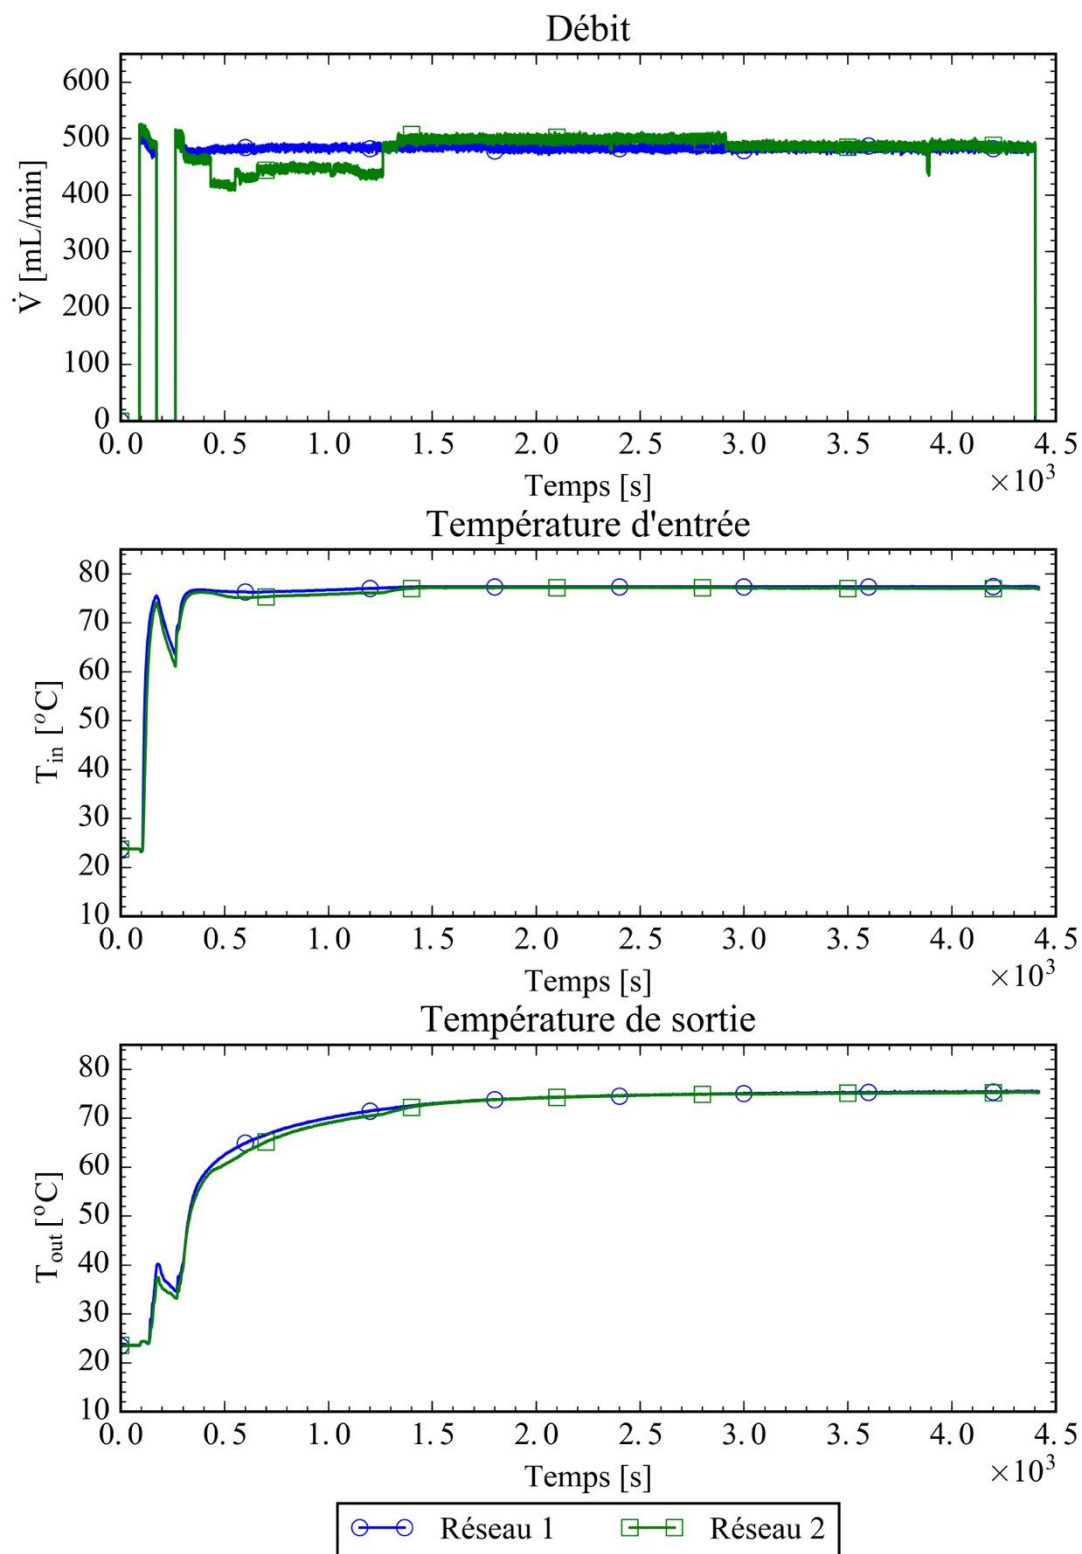 Débit
600
500
400
300
200
100
0
V̇ [mL/min]
0.0 0.5 1.0 1.5 2.0 2.5 3.0 3.5 4.0 4.5
Temps [s]
×10³
Température d'entrée
80
70
60
50
40
30
20
10
T_in [°C]
0.0 0.5 1.0 1.5 2.0 2.5 3.0 3.5 4.0 4.5
Temps [s]
×10³
Température de sortie
80
70
60
50
40
30
20
10
T_out [°C]
0.0 0.5 1.0 1.5 2.0 2.5 3.0 3.5 4.0 4.5
Temps [s]
×10³
Réseau 1 Réseau 2